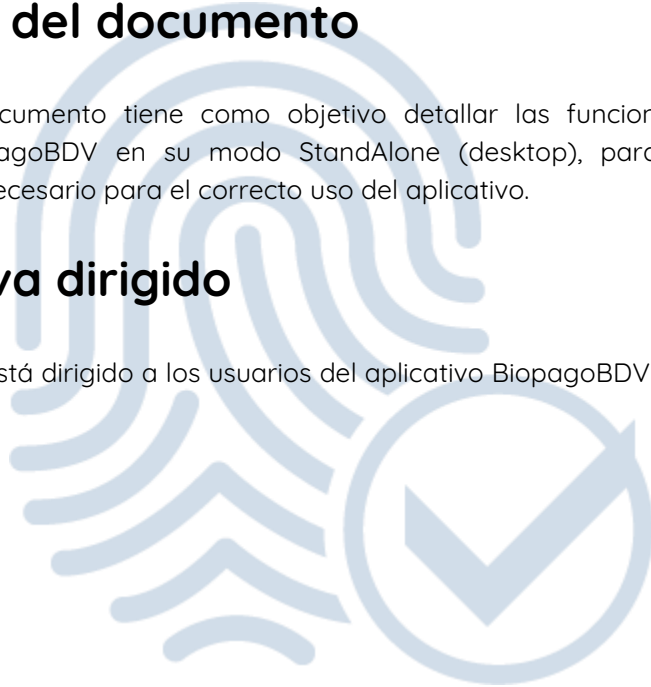 del documento
cumento tiene como objetivo detallar las funcion
agoBDV en su modo StandAlone (desktop), para
ecesario para el correcto uso del aplicativo.
va dirigido
stá dirigido a los usuarios del aplicativo BiopagoBDV